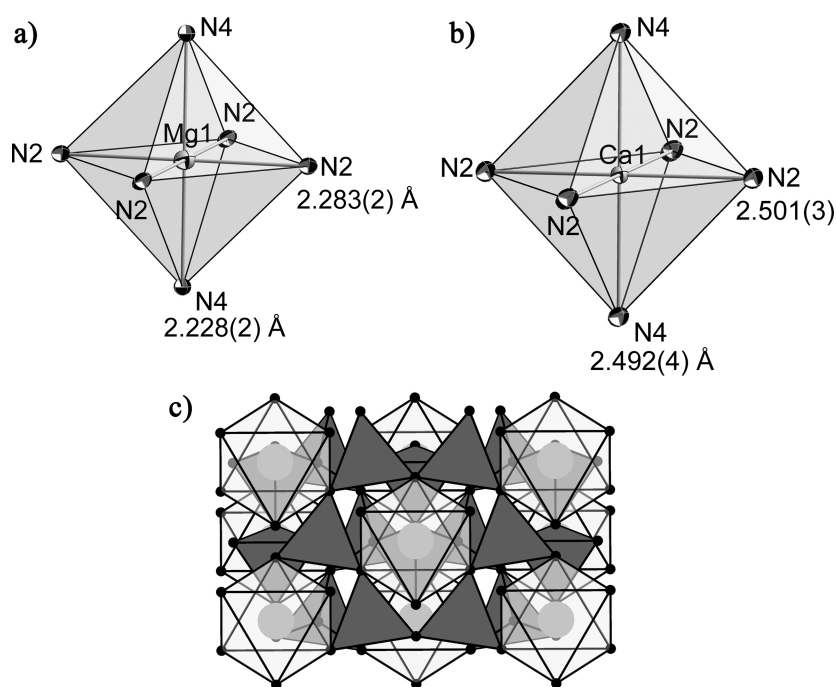 a)
N4
N2
Mg1
N2
N2
N2
2.283(2) Å
N4
2.228(2) Å
b)
N4
N2
Ca1
N2
N2
N2
2.501(3)
N4
2.492(4) Å
c)